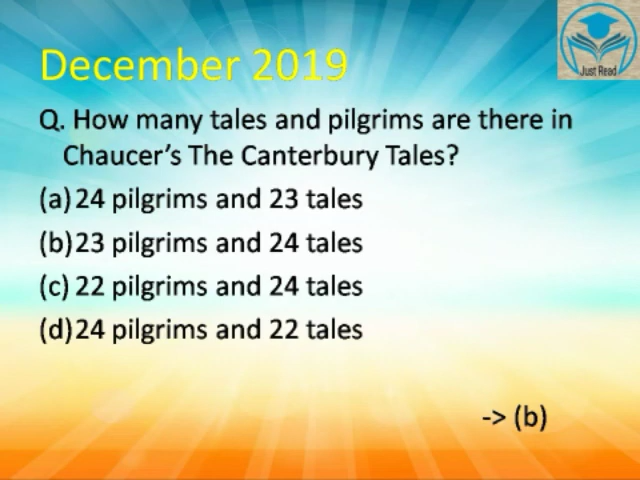 December 2019
Just Read
Q. How many tales and pilgrims are there in
Chaucer's The Canterbury Tales?
(a) 24 pilgrims and 23 tales
(b) 23 pilgrims and 24 tales
(c) 22 pilgrims and 24 tales
(d) 24 pilgrims and 22 tales
-> (b)